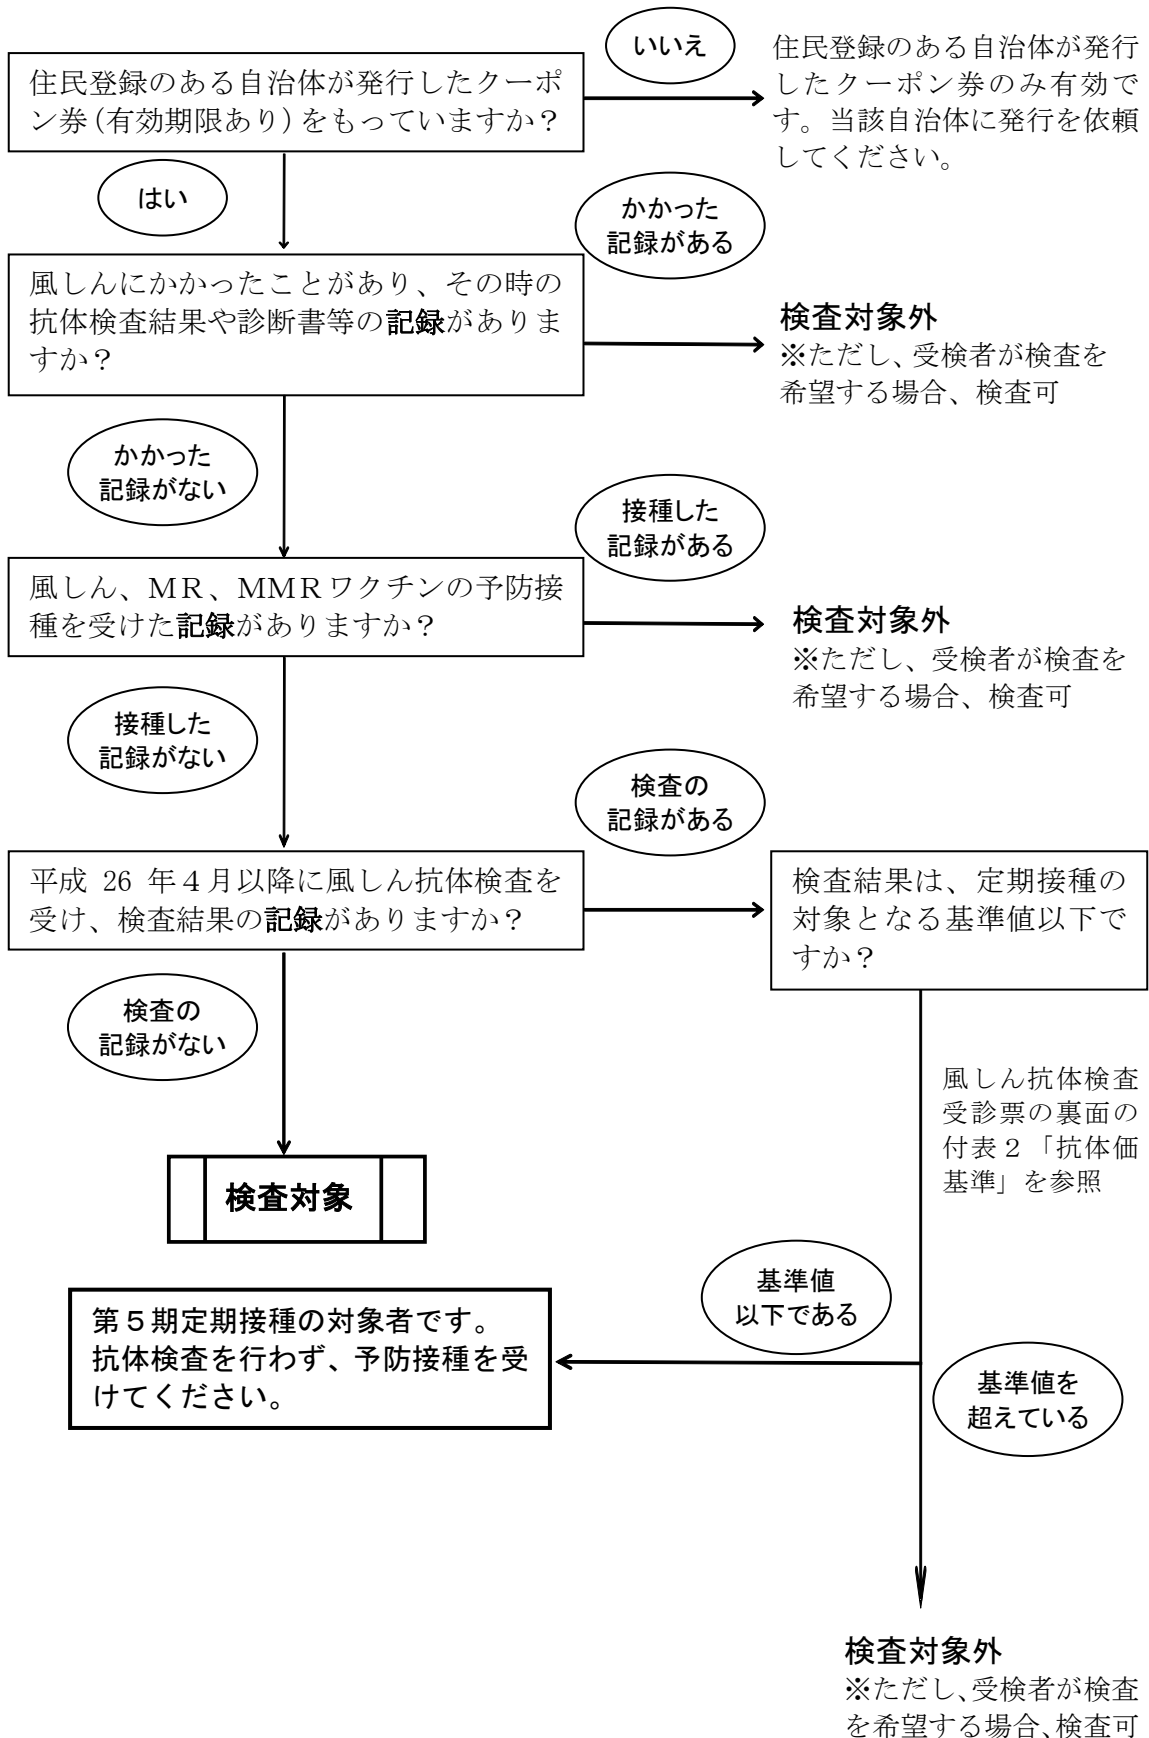 いいえ
住民登録のある自治体が発行
したクーポン券のみ有効で
す。当該自治体に発行を依頼
してください。
住民登録のある自治体が発行したクーポ
ン券(有効期限あり)をもっていますか？
はい
かかった
記録がある
風しんにかかったことがあり、その時の
抗体検査結果や診断書等の記録がありま
すか？
検査対象外
※ただし、受検者が検査を
希望する場合、検査可
かかった
記録がない
接種した
記録がある
風しん、ＭＲ、ＭＭＲワクチンの予防接
種を受けた記録がありますか？
検査対象外
※ただし、受検者が検査を
希望する場合、検査可
接種した
記録がない
検査の
記録がある
平成 26 年４月以降に風しん抗体検査を
受け、検査結果の記録がありますか？
検査結果は、定期接種の
対象となる基準値以下で
すか？
検査の
記録がない
風しん抗体検査
受診票の裏面の
付表２「抗体価
基準」を参照
検査対象
基準値
以下である
第５期定期接種の対象者です。
抗体検査を行わず、予防接種を受
けてください。
基準値を
超えている
検査対象外
※ただし、受検者が検査
を希望する場合、検査可